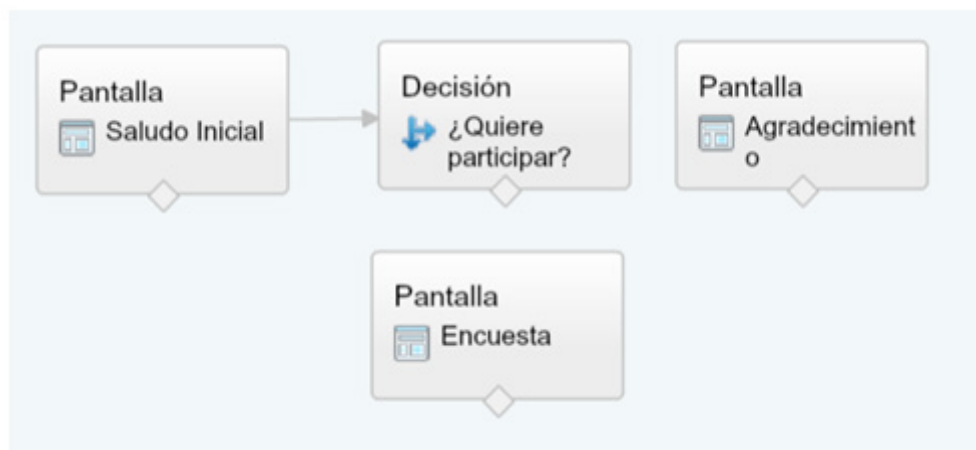 Pantalla
Saludo Inicial
Decisión
¿Quiere
participar?
Pantalla
Agradecimient
o
Pantalla
Encuesta